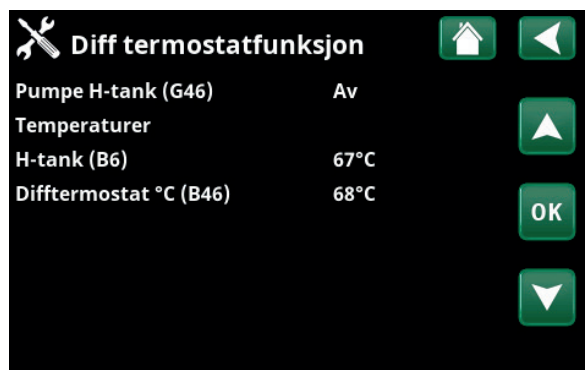 Diff termostatfunksjon
Pumpe H-tank (G46) Av
Temperaturer
H-tank (B6) 67°C
Difftermostat °C (B46) 68°C
OK